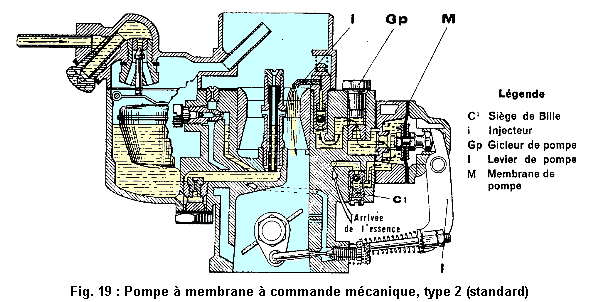 I Gp M
Légende
C¹ Siège de Bille
i Injecteur
Gp Gicleur de pompe
l Levier de pompe
M Membrane de
pompe
C1
Arrivée
de l'essence
l
Fig. 19 : Pompe à membrane à commande mécanique, type 2 (standard)